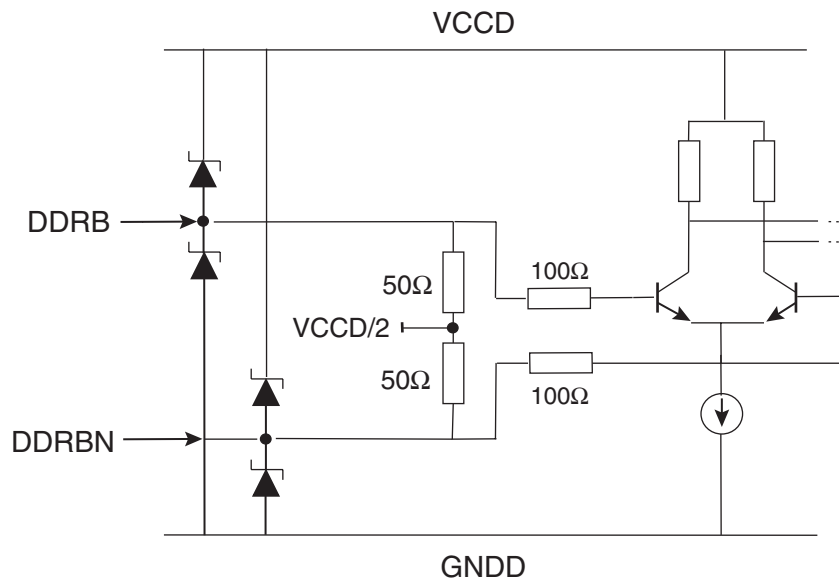 VCCD
DDRB
100Ω
50Ω
VCCD/2
50Ω
100Ω
DDRBN
GNDD